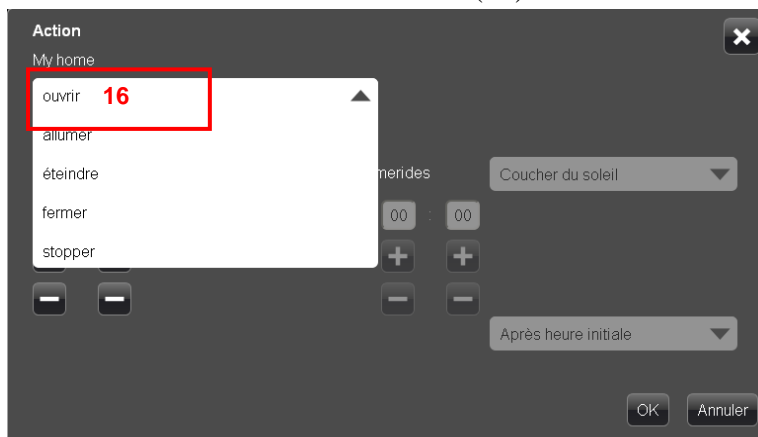 Action
My home
ouvrir 16
allumer
éteindre
merides Coucher du soleil
fermer
00 : 00
stopper
Après heure initiale
OK Annuler